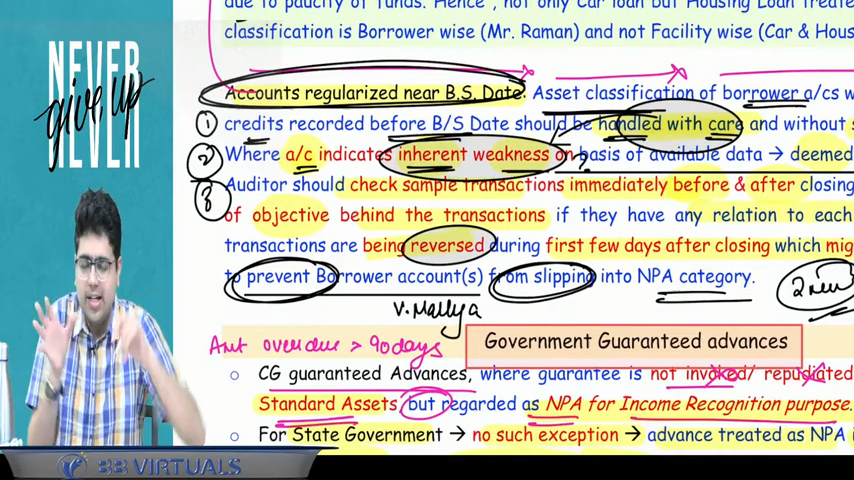 due to paucity of funds. Hence, not only Car loan but Housing Loan treate
classification is Borrower wise (Mr. Raman) and not Facility wise (Car & Hous
NEVER
give up
NEVER
Accounts regularized near B.S. Date: Asset classification of borrower a/cs w
① credits recorded before B/S Date should be handled with care and without s
② Where a/c indicates inherent weakness on basis of available data → deemed
③ Auditor should check sample transactions immediately before & after closing
of objective behind the transactions if they have any relation to each
transactions are being reversed during first few days after closing which mig
to prevent Borrower account(s) from slipping into NPA category.
2 new
V. Mallya
Amt overdue > 90 days
Government Guaranteed advances
o CG guaranteed Advances, where guarantee is not invoked/ repudiated
Standard Assets, but regarded as NPA for Income Recognition purpose.
o For State Government → no such exception → advance treated as NPA i
BB VIRTUALS